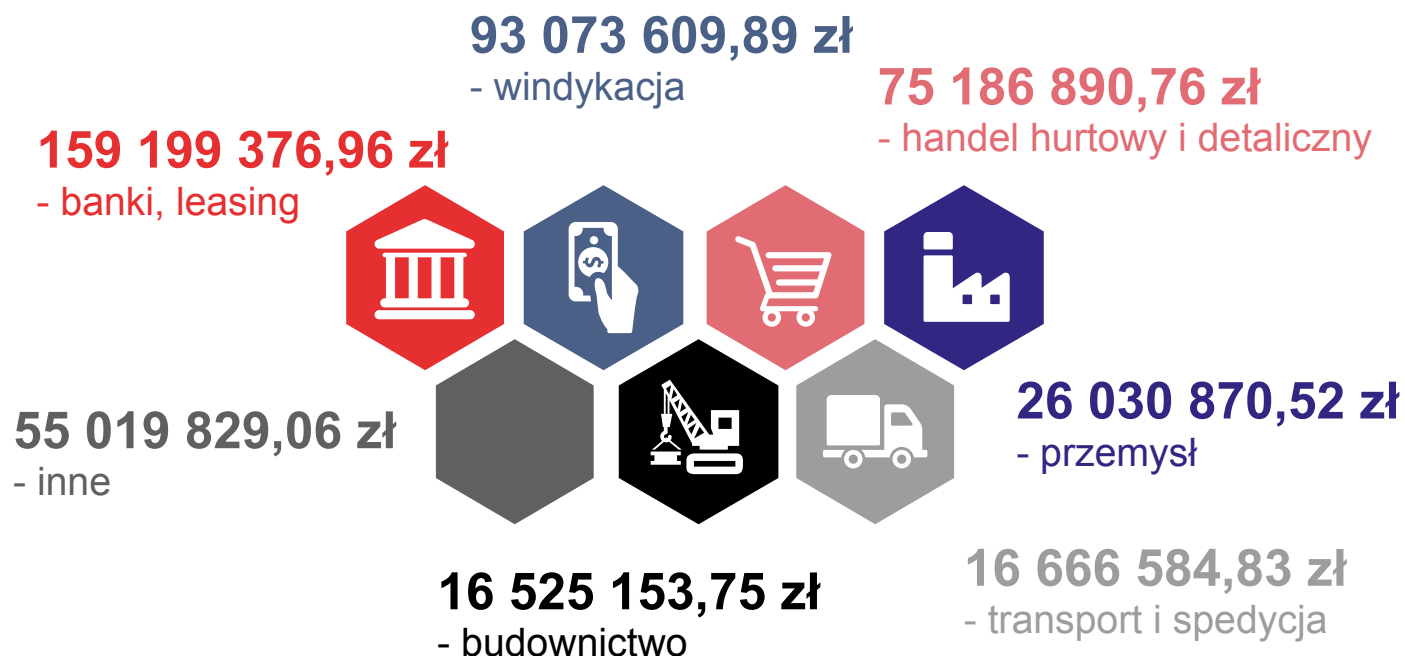 93 073 609,89 zł
- windykacja
75 186 890,76 zł
- handel hurtowy i detaliczny
159 199 376,96 zł
- banki, leasing
26 030 870,52 zł
- przemysł
55 019 829,06 zł
- inne
16 666 584,83 zł
- transport i spedycja
16 525 153,75 zł
- budownictwo